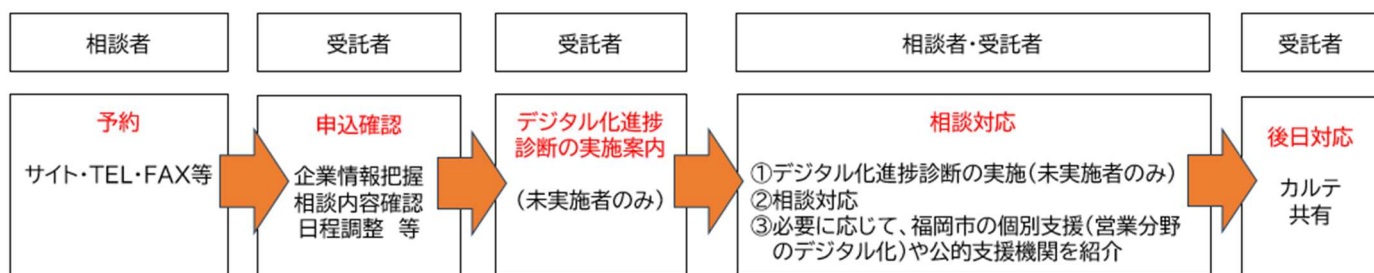 相談者
受託者
受託者
相談者・受託者
受託者
予約
サイト・TEL・FAX等
申込確認
企業情報把握
相談内容確認
日程調整 等
デジタル化進捗
診断の実施案内
(未実施者のみ)
相談対応
①デジタル化進捗診断の実施(未実施者のみ)
②相談対応
③必要に応じて、福岡市の個別支援(営業分野
のデジタル化)や公的支援機関を紹介
後日対応
カルテ
共有